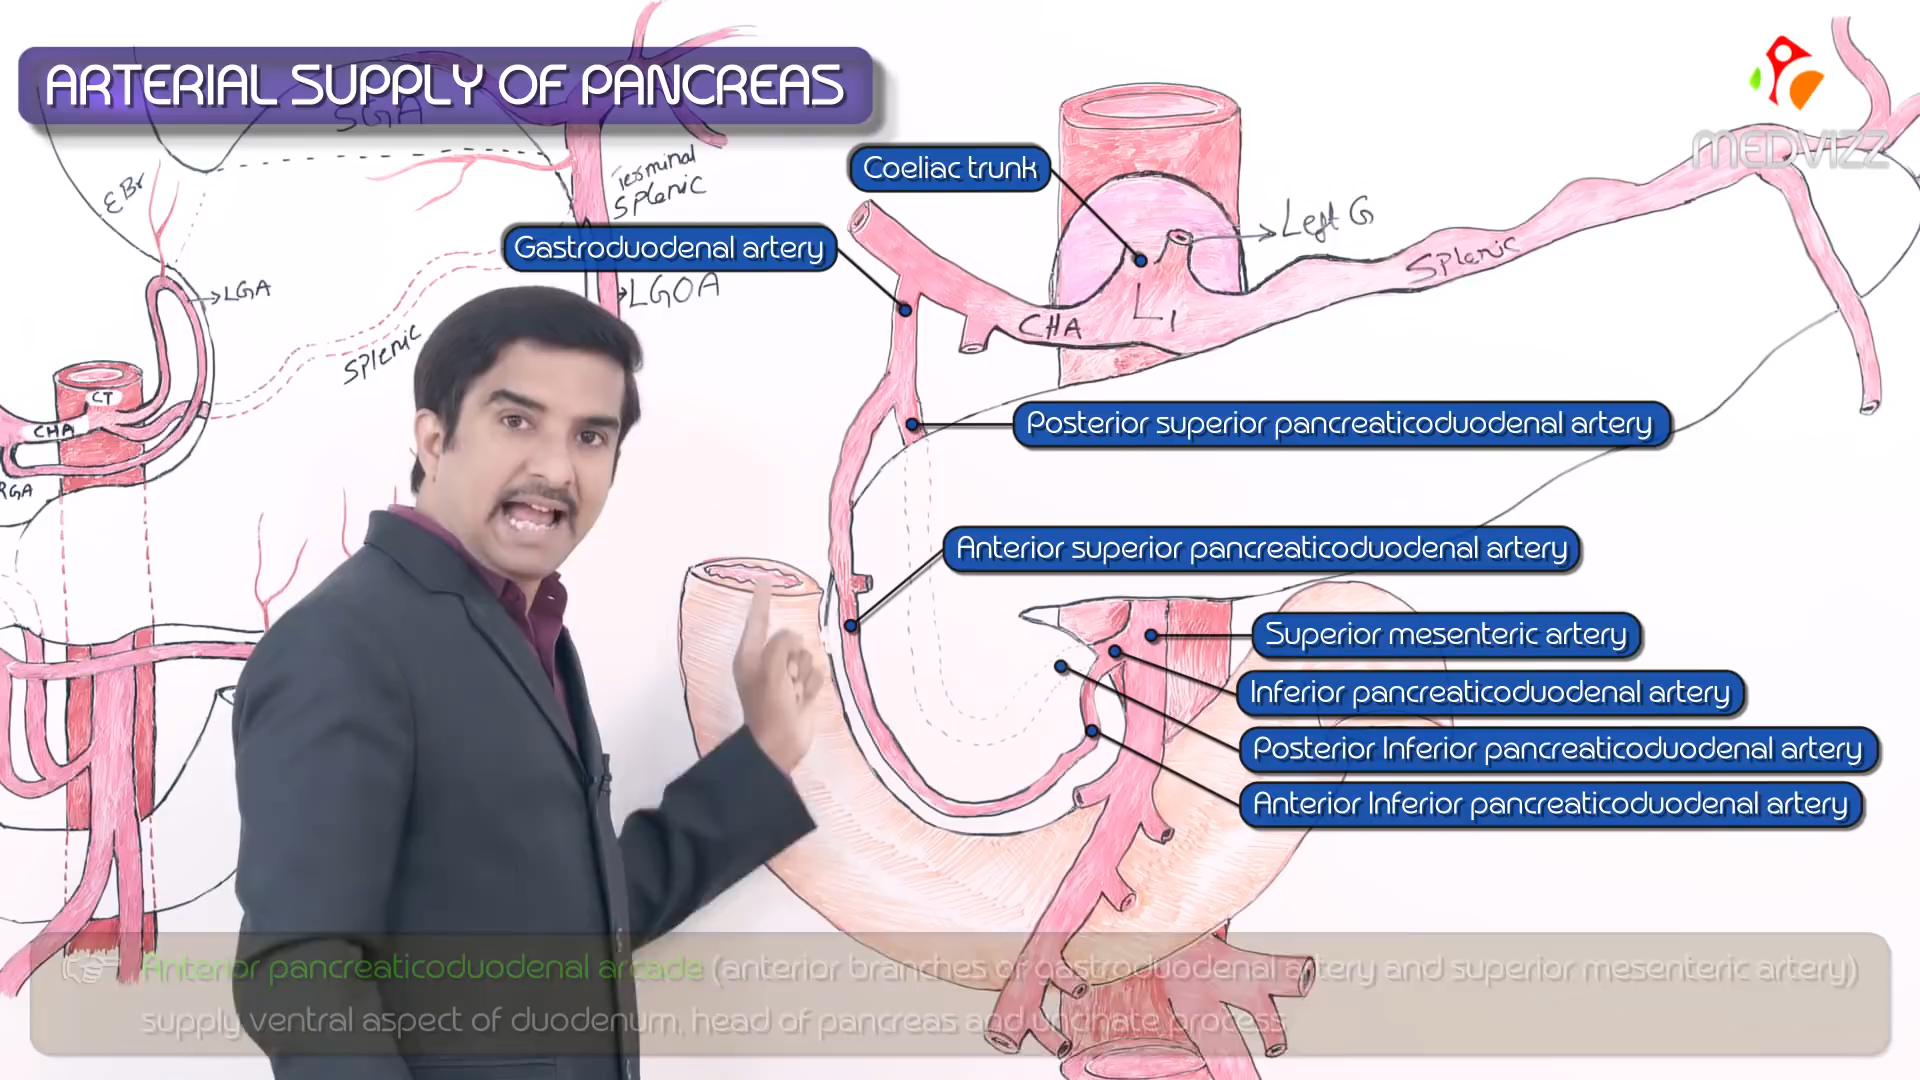 ARTERIAL SUPPLY OF PANCREAS
MEDVIZZ
SGA
Terminal
Splenic
EBr
Coeliac trunk
Left G
Gastroduodenal artery
LGA
LGOA
Splenic
Splenic
L1
CHA
CT
CHA
RGA
Posterior superior pancreaticoduodenal artery
Anterior superior pancreaticoduodenal artery
Superior mesenteric artery
Inferior pancreaticoduodenal artery
Posterior Inferior pancreaticoduodenal artery
Anterior Inferior pancreaticoduodenal artery
Anterior pancreaticoduodenal arcade (anterior branches of gastroduodenal artery and superior mesenteric artery)
supply ventral aspect of duodenum, head of pancreas and uncinate process